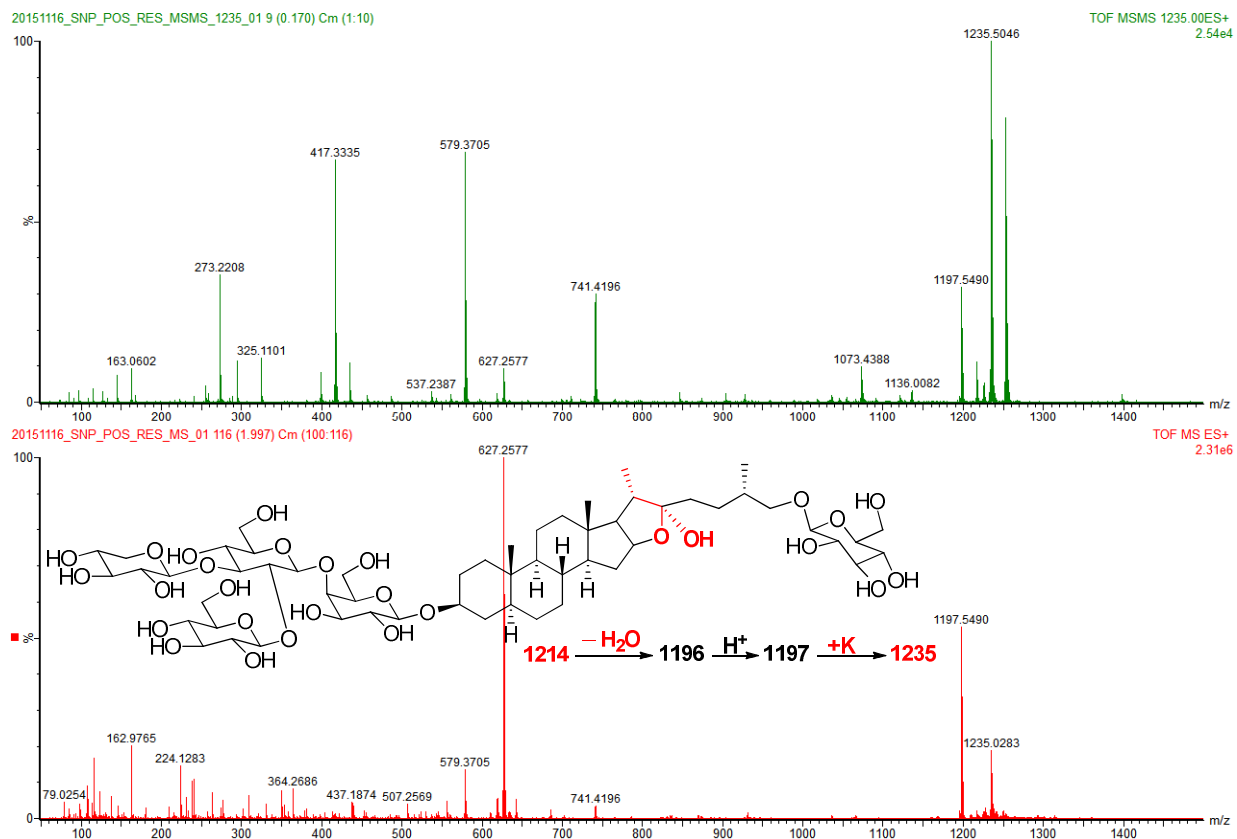 20151116_SNP_POS_RES_MSMS_1235_01 9 (0.170) Cm (1:10)
TOF MSMS 1235.00ES+
2.54e4
100
%
0
1235.5046
417.3335
579.3705
273.2208
741.4196
1197.5490
163.0602
325.1101
627.2577
537.2387
1073.4388
1136.0082
100 200 300 400 500 600 700 800 900 1000 1100 1200 1300 1400
m/z
20151116_SNP_POS_RES_MS_01 116 (1.997) Cm (100:116)
TOF MS ES+
2.31e6
100
%
0
627.2577
OH
HO
HO
O
OH
HO
O
O
OH
O
HO
HO
OH
O
O
O
OH
O
HO
OH
O
H
H
H
H
O
OH
O
O
OH
HO
HO
OH
1214 – H2O 1196 H+ 1197 +K 1235
1197.5490
1235.0283
162.9765
224.1283
79.0254
364.2686
437.1874
507.2569
579.3705
741.4196
100 200 300 400 500 600 700 800 900 1000 1100 1200 1300 1400
m/z